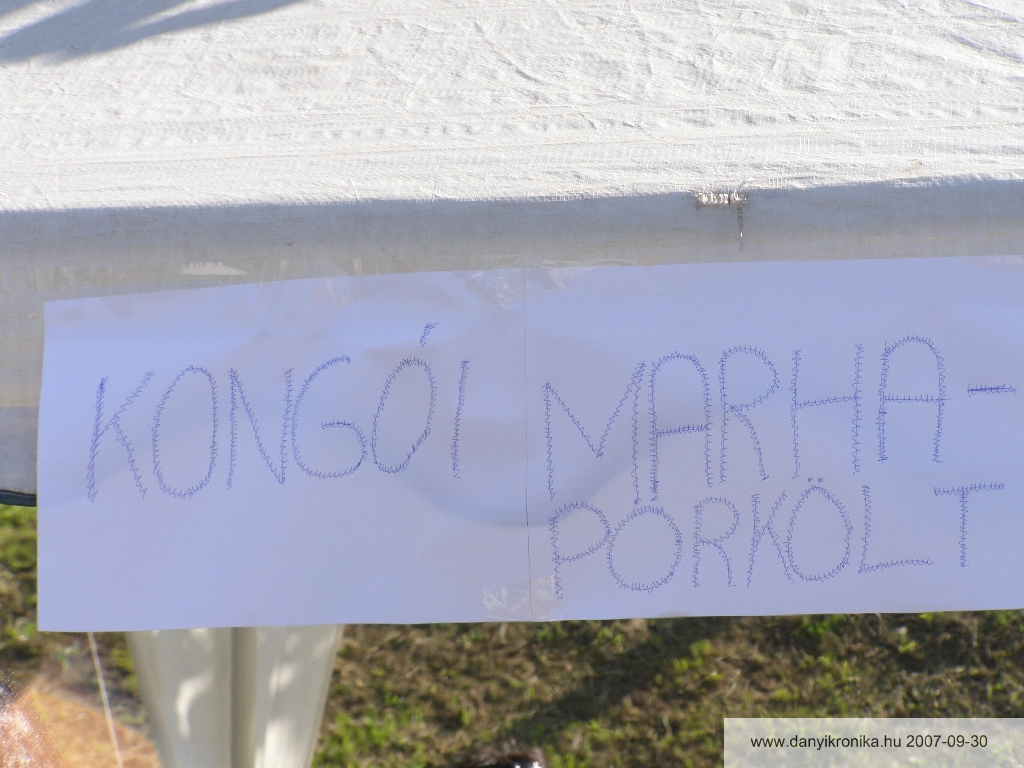 KONGÓI MARHA-
PÖRKÖLT
www.danyikronika.hu 2007-09-30